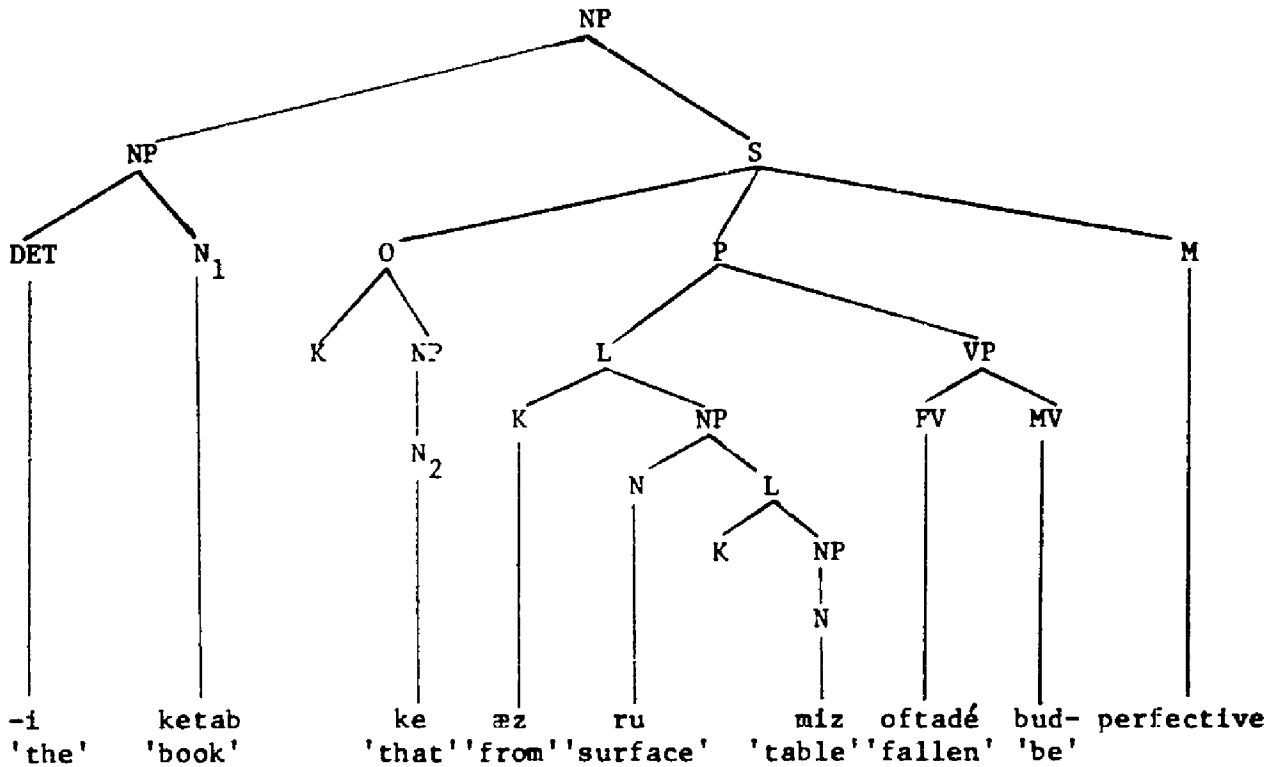 NP
NP S
DET N1 O P M
K NP L VP
K NP FV MV
N2
N L
K NP
N
-i ketab ke æz ru miz oftadé bud- perfective
'the' 'book' 'that' 'from' 'surface' 'table' 'fallen' 'be'